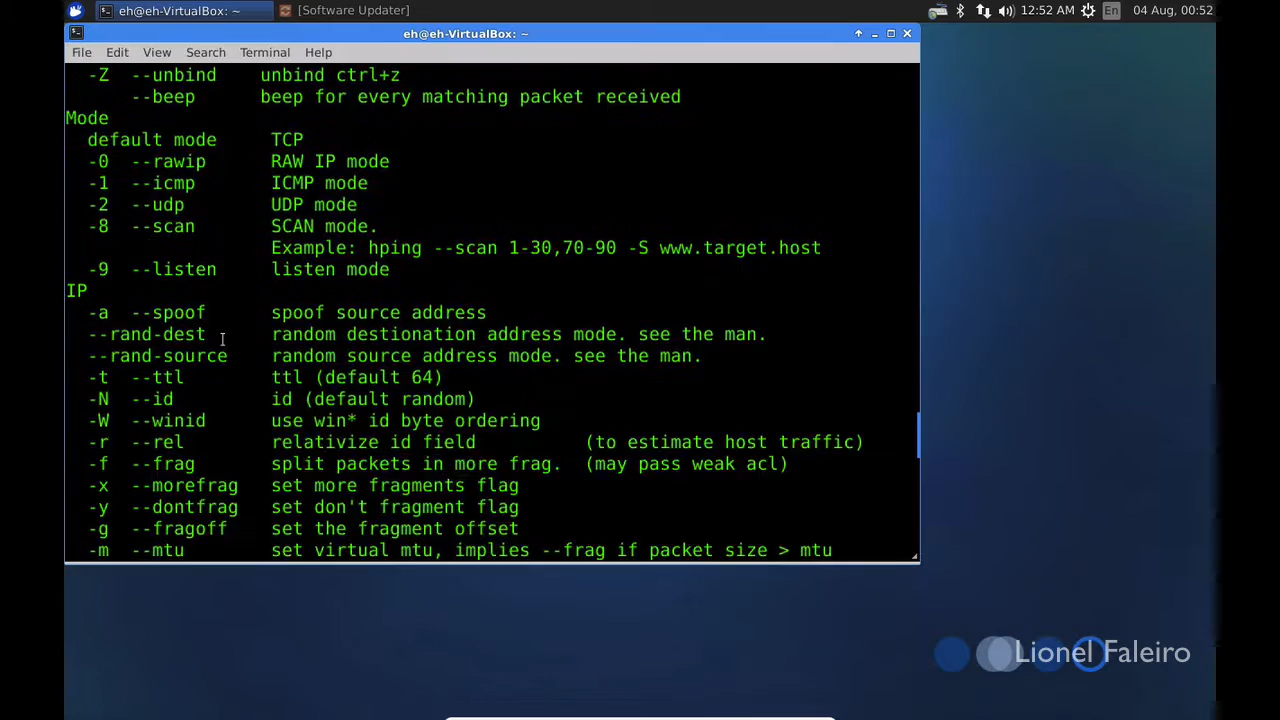 eh@eh-VirtualBox: ~
[Software Updater]
12:52 AM
En
04 Aug, 00:52
eh@eh-VirtualBox: ~
File Edit View Search Terminal Help
-Z --unbind unbind ctrl+z
--beep beep for every matching packet received
Mode
default mode TCP
-0 --rawip RAW IP mode
-1 --icmp ICMP mode
-2 --udp UDP mode
-8 --scan SCAN mode.
Example: hping --scan 1-30,70-90 -S www.target.host
-9 --listen listen mode
IP
-a --spoof spoof source address
--rand-dest random destionation address mode. see the man.
--rand-source random source address mode. see the man.
-t --ttl ttl (default 64)
-N --id id (default random)
-W --winid use win* id byte ordering
-r --rel relativize id field (to estimate host traffic)
-f --frag split packets in more frag. (may pass weak acl)
-x --morefrag set more fragments flag
-y --dontfrag set don't fragment flag
-g --fragoff set the fragment offset
-m --mtu set virtual mtu, implies --frag if packet size > mtu
Lionel Faleiro